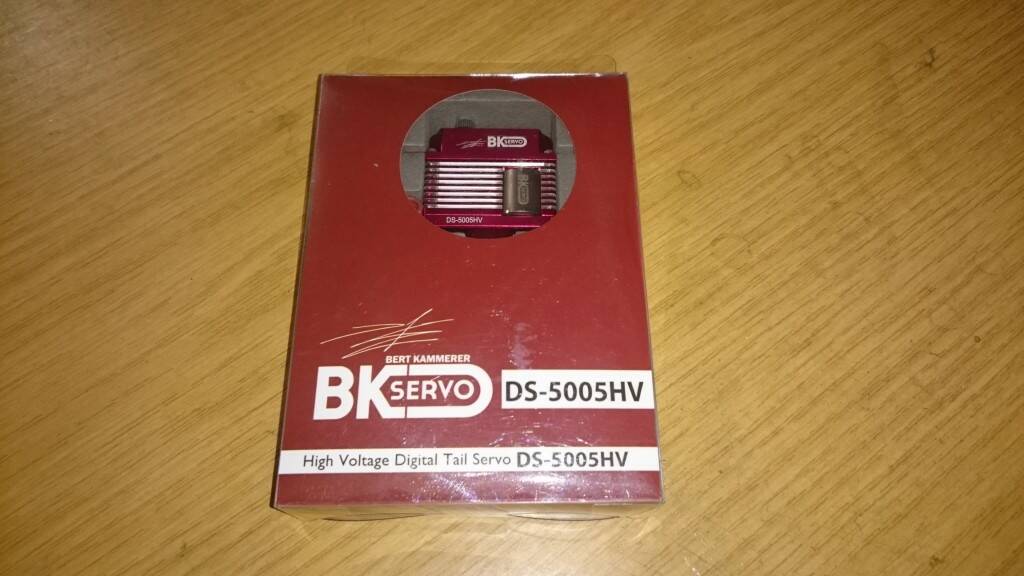 BK SERVO
DS-5005HV
BERT KAMMERER
BK SERVO DS-5005HV
High Voltage Digital Tail Servo DS-5005HV